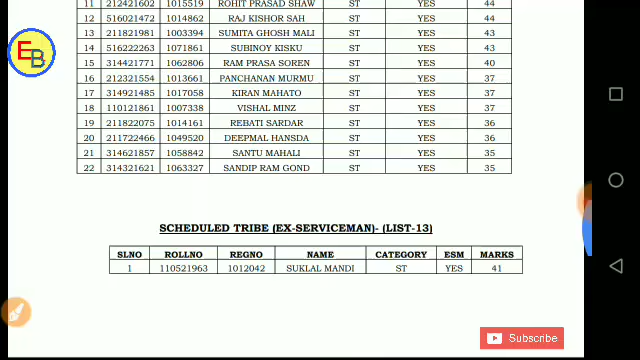 11 212421602 1015519 ROHIT PRASAD SHAW ST YES 44
12 516021472 1014862 RAJ KISHOR SAH ST YES 44
13 211821981 1003394 SUMITA GHOSH MALI ST YES 43
14 516222263 1071861 SUBINOY KISKU ST YES 43
15 314421771 1062806 RAM PRASA SOREN ST YES 40
16 212321554 1013661 PANCHANAN MURMU ST YES 37
17 314921485 1017058 KIRAN MAHATO ST YES 37
18 110121861 1007338 VISHAL MINZ ST YES 37
19 211822075 1014161 REBATI SARDAR ST YES 36
20 211722466 1049520 DEEPMAL HANSDA ST YES 36
21 314621857 1058842 SANTU MAHALI ST YES 35
22 314321621 1063327 SANDIP RAM GOND ST YES 35
EB
SCHEDULED TRIBE (EX-SERVICEMAN)- (LIST-13)
SLNO ROLLNO REGNO NAME CATEGORY ESM MARKS
1 110521963 1012042 SUKLAL MANDI ST YES 41
Subscribe